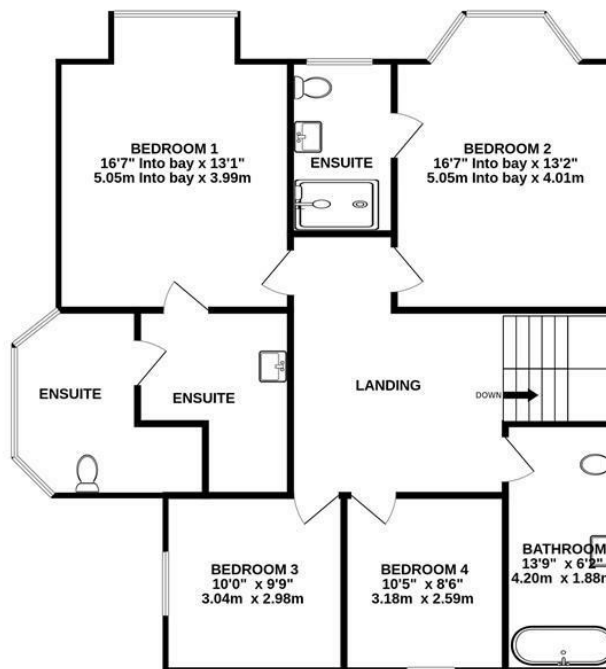 BEDROOM 1
16'7" Into bay x 13'1"
5.05m Into bay x 3.99m
ENSUITE
BEDROOM 2
16'7" Into bay x 13'2"
5.05m Into bay x 4.01m
ENSUITE
ENSUITE
LANDING
DOWN
BEDROOM 3
10'0" x 9'9"
3.04m x 2.98m
BEDROOM 4
10'5" x 8'6"
3.18m x 2.59m
BATHROOM
13'9" x 6'2"
4.20m x 1.88m